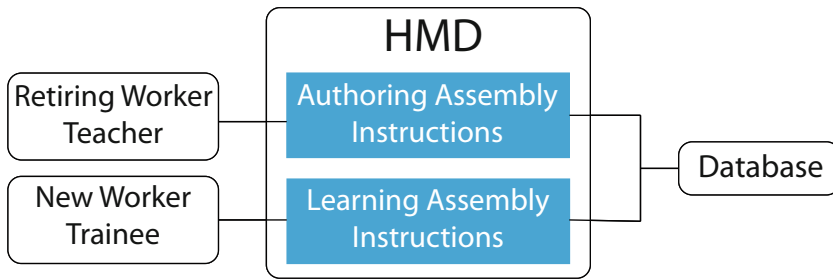 HMD
Retiring Worker
Teacher
Authoring Assembly
Instructions
Database
New Worker
Trainee
Learning Assembly
Instructions